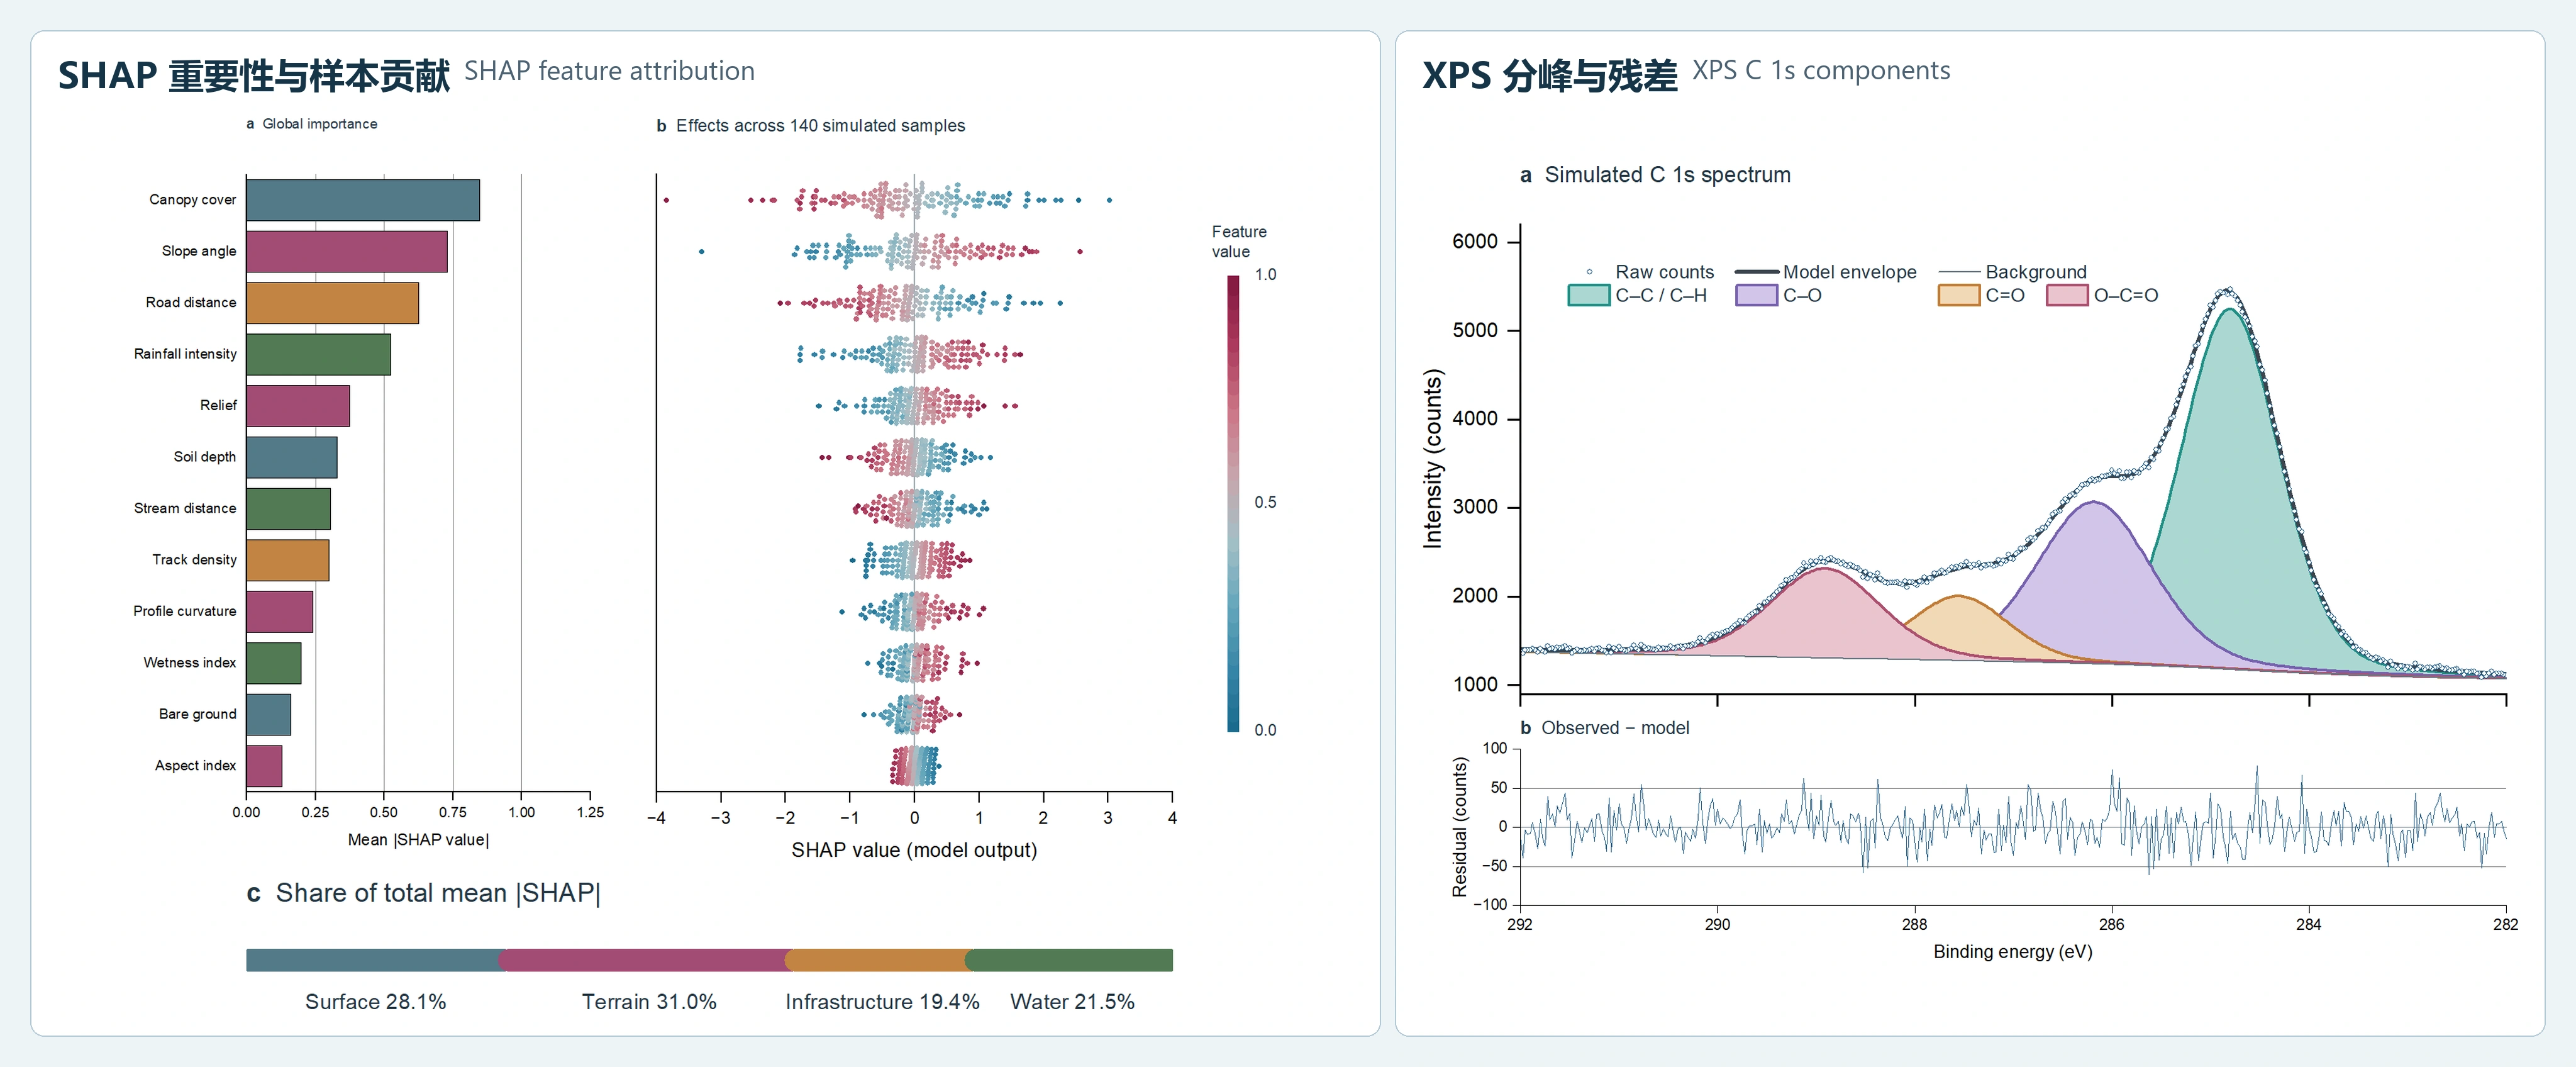 SHAP 重要性与样本贡献 SHAP feature attribution
a Global importance
Canopy cover
Slope angle
Road distance
Rainfall intensity
Relief
Soil depth
Stream distance
Track density
Profile curvature
Wetness index
Bare ground
Aspect index
0.00 0.25 0.50 0.75 1.00 1.25
Mean |SHAP value|
b Effects across 140 simulated samples
−4 −3 −2 −1 0 1 2 3 4
SHAP value (model output)
Feature
value
1.0
0.5
0.0
c Share of total mean |SHAP|
Surface 28.1% Terrain 31.0% Infrastructure 19.4% Water 21.5%
XPS 分峰与残差 XPS C 1s components
a Simulated C 1s spectrum
Raw counts Model envelope Background
C–C / C–H C–O C=O O–C=O
Intensity (counts)
6000
5000
4000
3000
2000
1000
b Observed − model
Residual (counts)
100
50
0
−50
−100
292 290 288 286 284 282
Binding energy (eV)